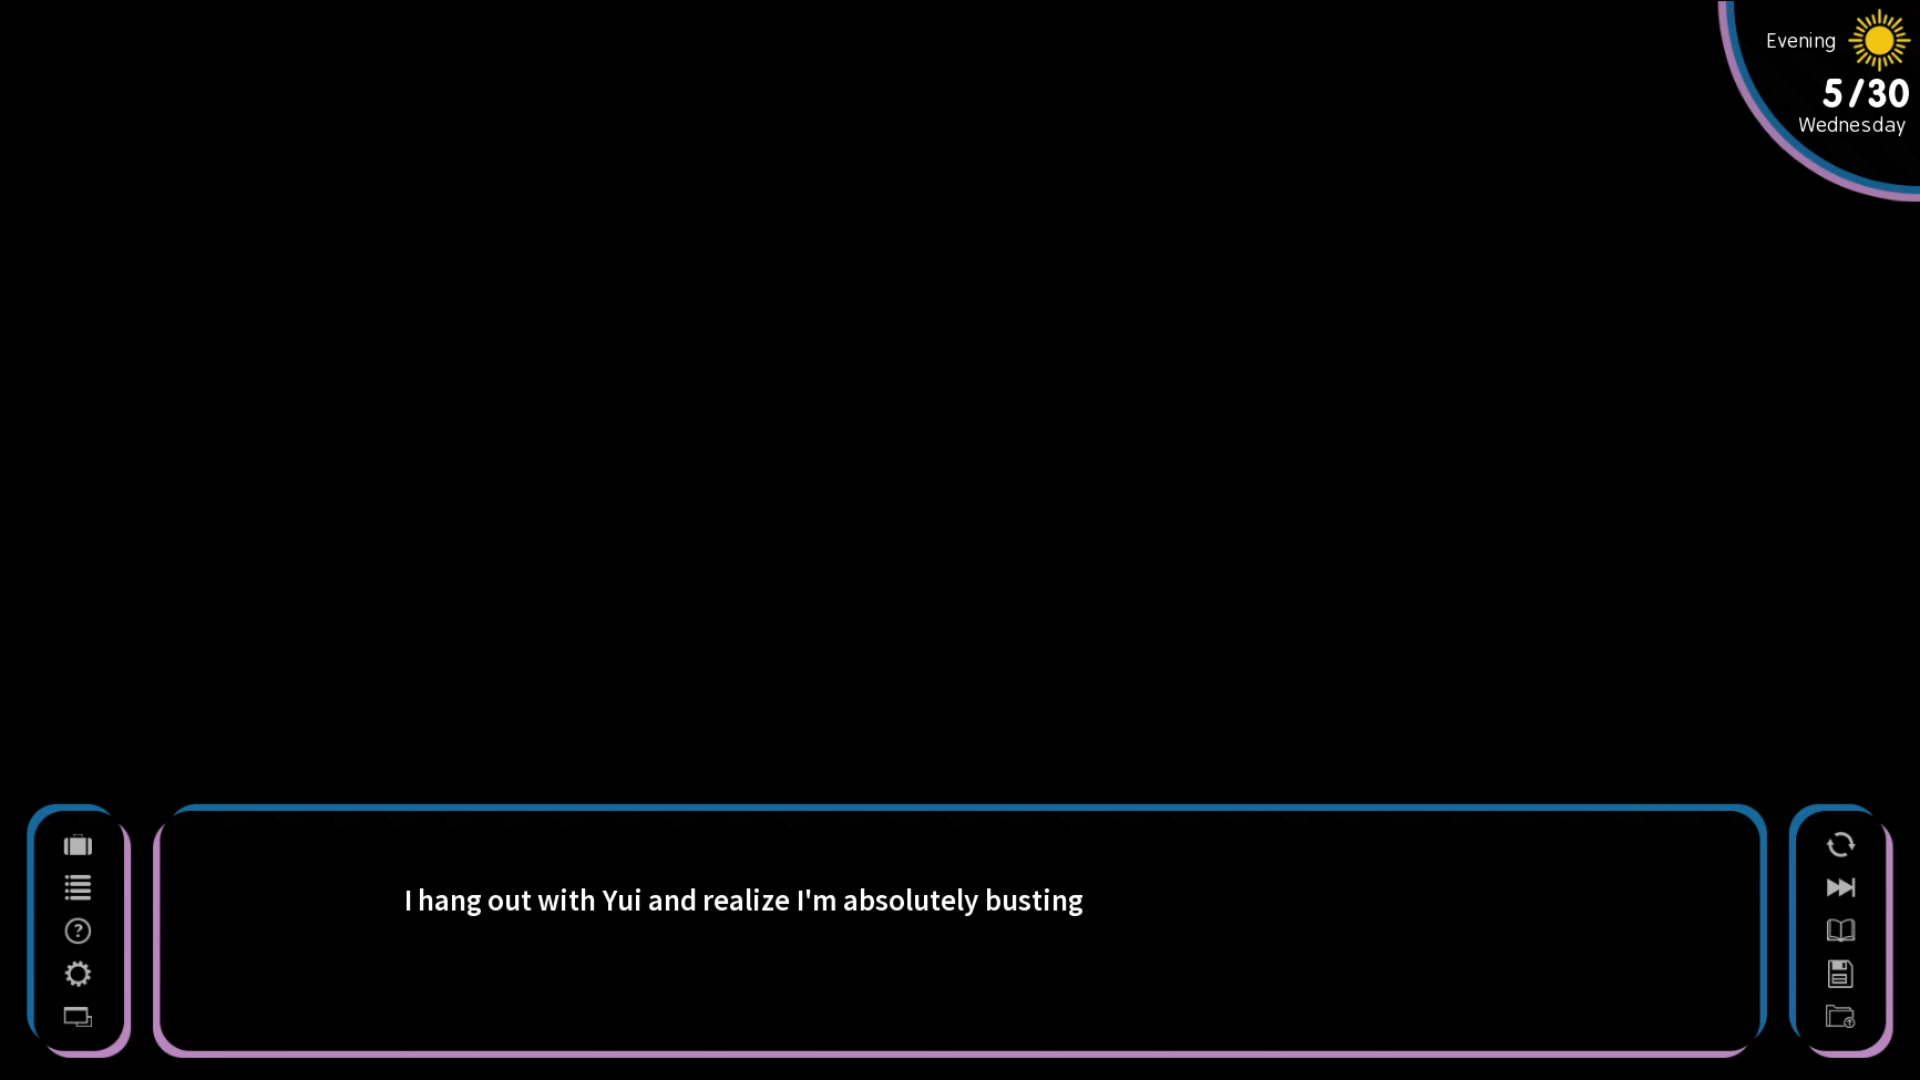 Evening
5/30
Wednesday
I hang out with Yui and realize I'm absolutely busting